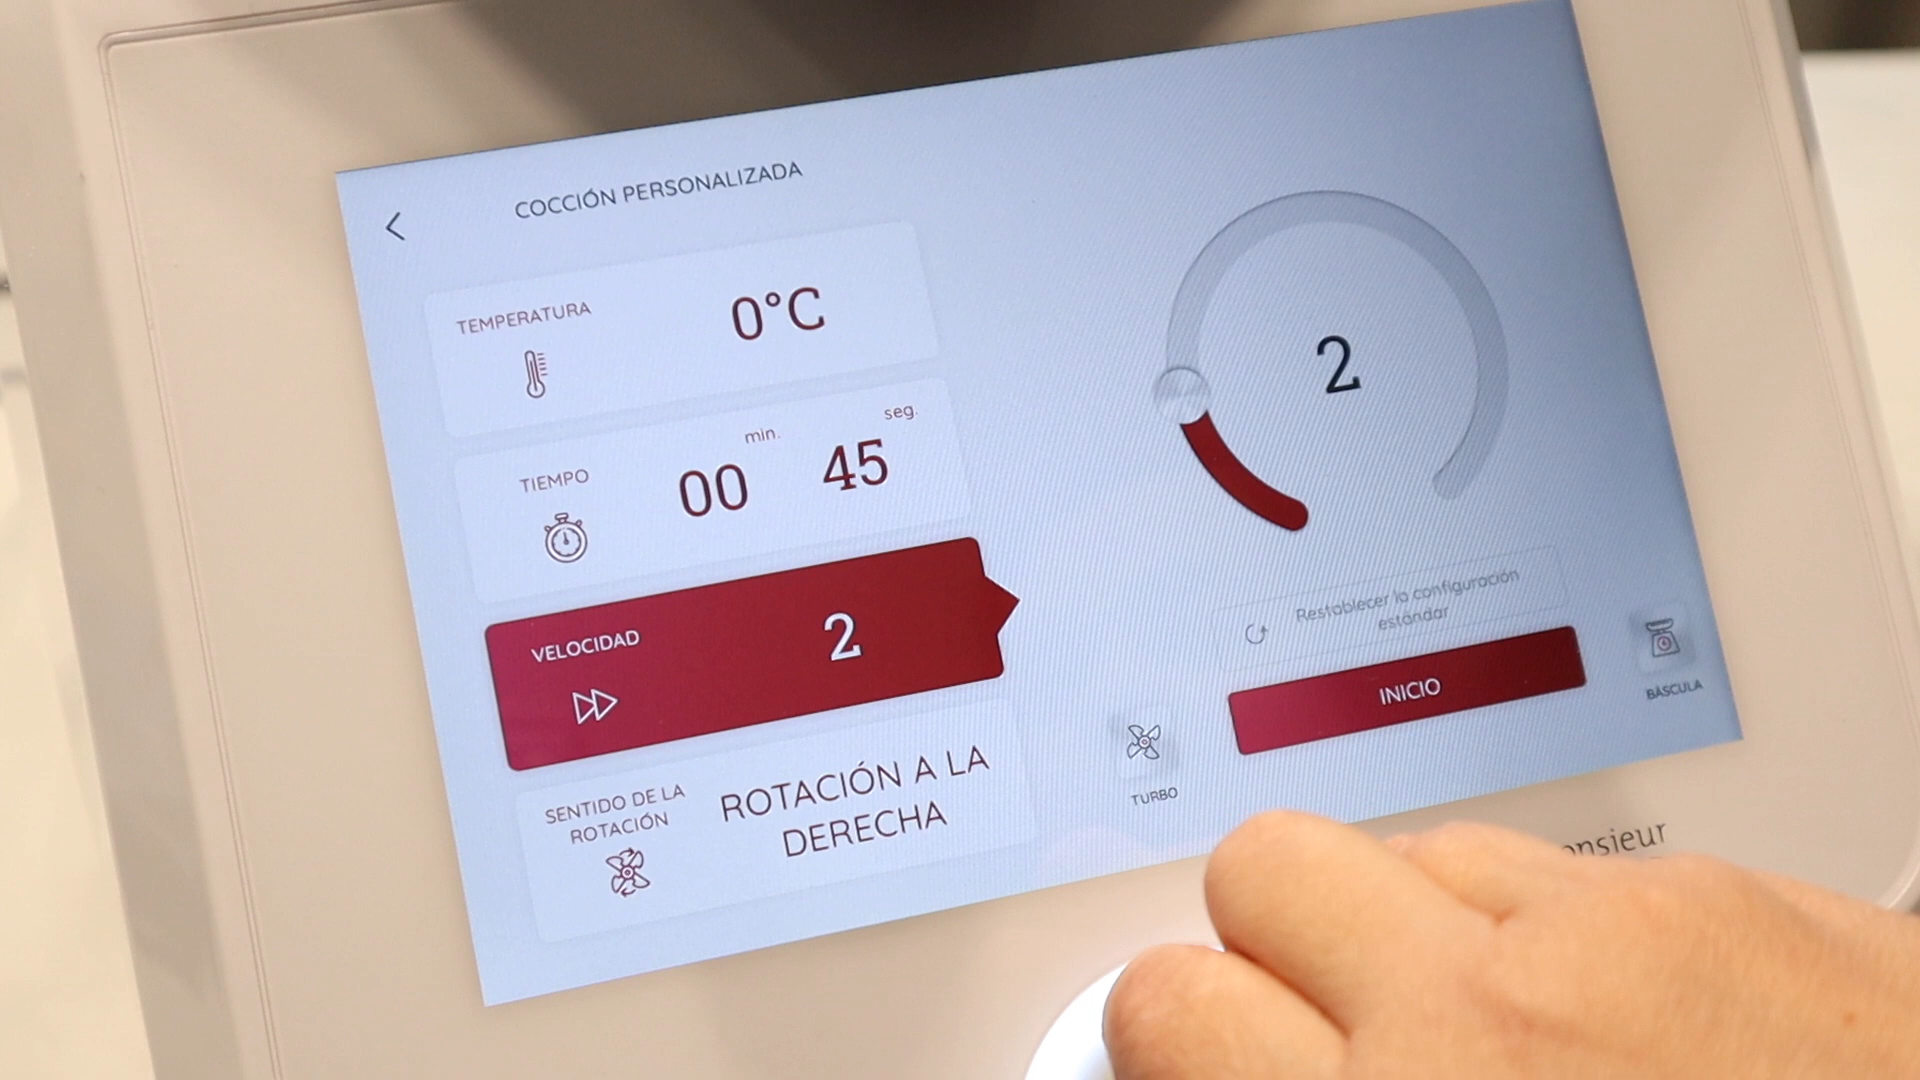 COCCIÓN PERSONALIZADA
TEMPERATURA
0°C
TIEMPO
00 min.
45 seg.
VELOCIDAD
2
SENTIDO DE LA
ROTACIÓN
ROTACIÓN A LA
DERECHA
2
Restablecer la configuración
estándar
INICIO
TURBO
BÁSCULA
onsieur